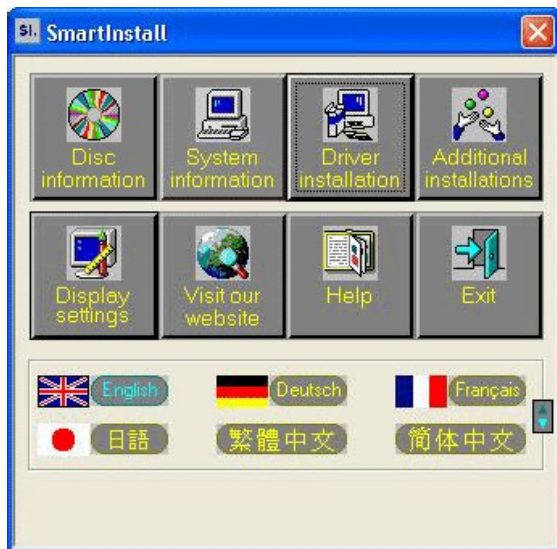 SI. SmartInstall
Disc
information
System
information
Driver
installation
Additional
installations
Display
settings
Visit our
website
Help
Exit
English
Deutsch
Français
日語
繁體中文
简体中文